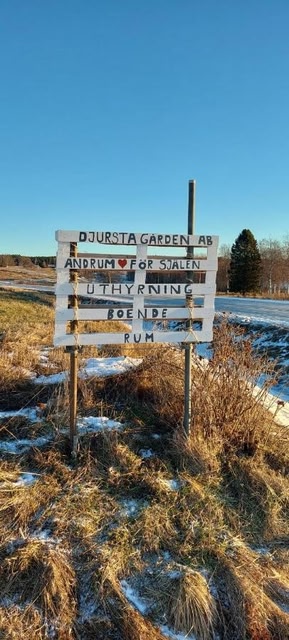 DJURSTA GÅRDEN AB
ANDRUM❤FÖR SJÄLEN
UTHYRNING
BOENDE
RUM